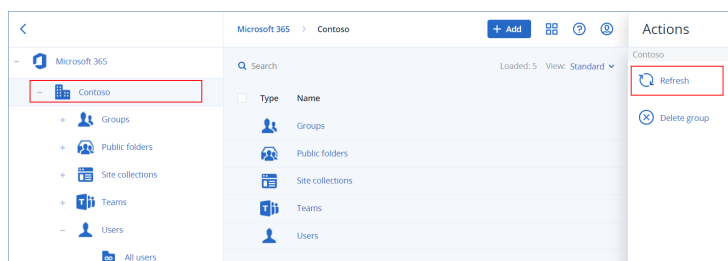 Microsoft 365 > Contoso
+ Add
Actions
Microsoft 365
Contoso
Groups
Public folders
Site collections
Teams
Users
All users
Search
Loaded: 5 View: Standard
Type Name
Groups
Public folders
Site collections
Teams
Users
Contoso
Refresh
Delete group